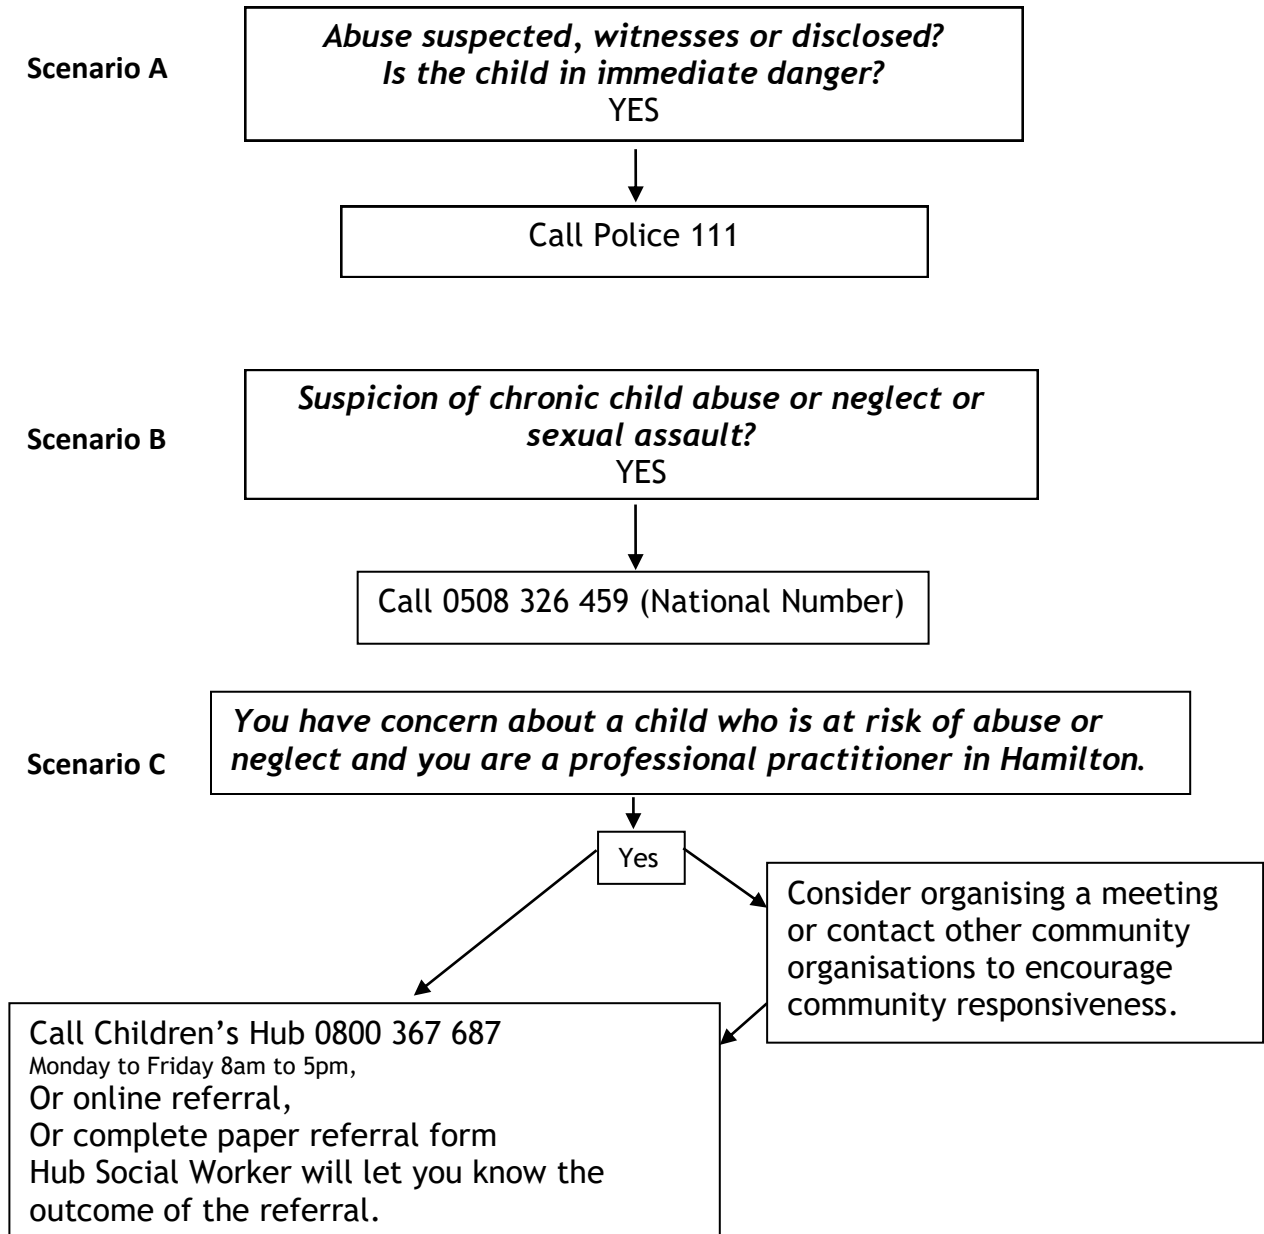 Scenario A
Abuse suspected, witnesses or disclosed?
Is the child in immediate danger?
YES
Call Police 111
Scenario B
Suspicion of chronic child abuse or neglect or
sexual assault?
YES
Call 0508 326 459 (National Number)
Scenario C
You have concern about a child who is at risk of abuse or
neglect and you are a professional practitioner in Hamilton.
Yes
Consider organising a meeting
or contact other community
organisations to encourage
community responsiveness.
Call Children’s Hub 0800 367 687
Monday to Friday 8am to 5pm,
Or online referral,
Or complete paper referral form
Hub Social Worker will let you know the
outcome of the referral.